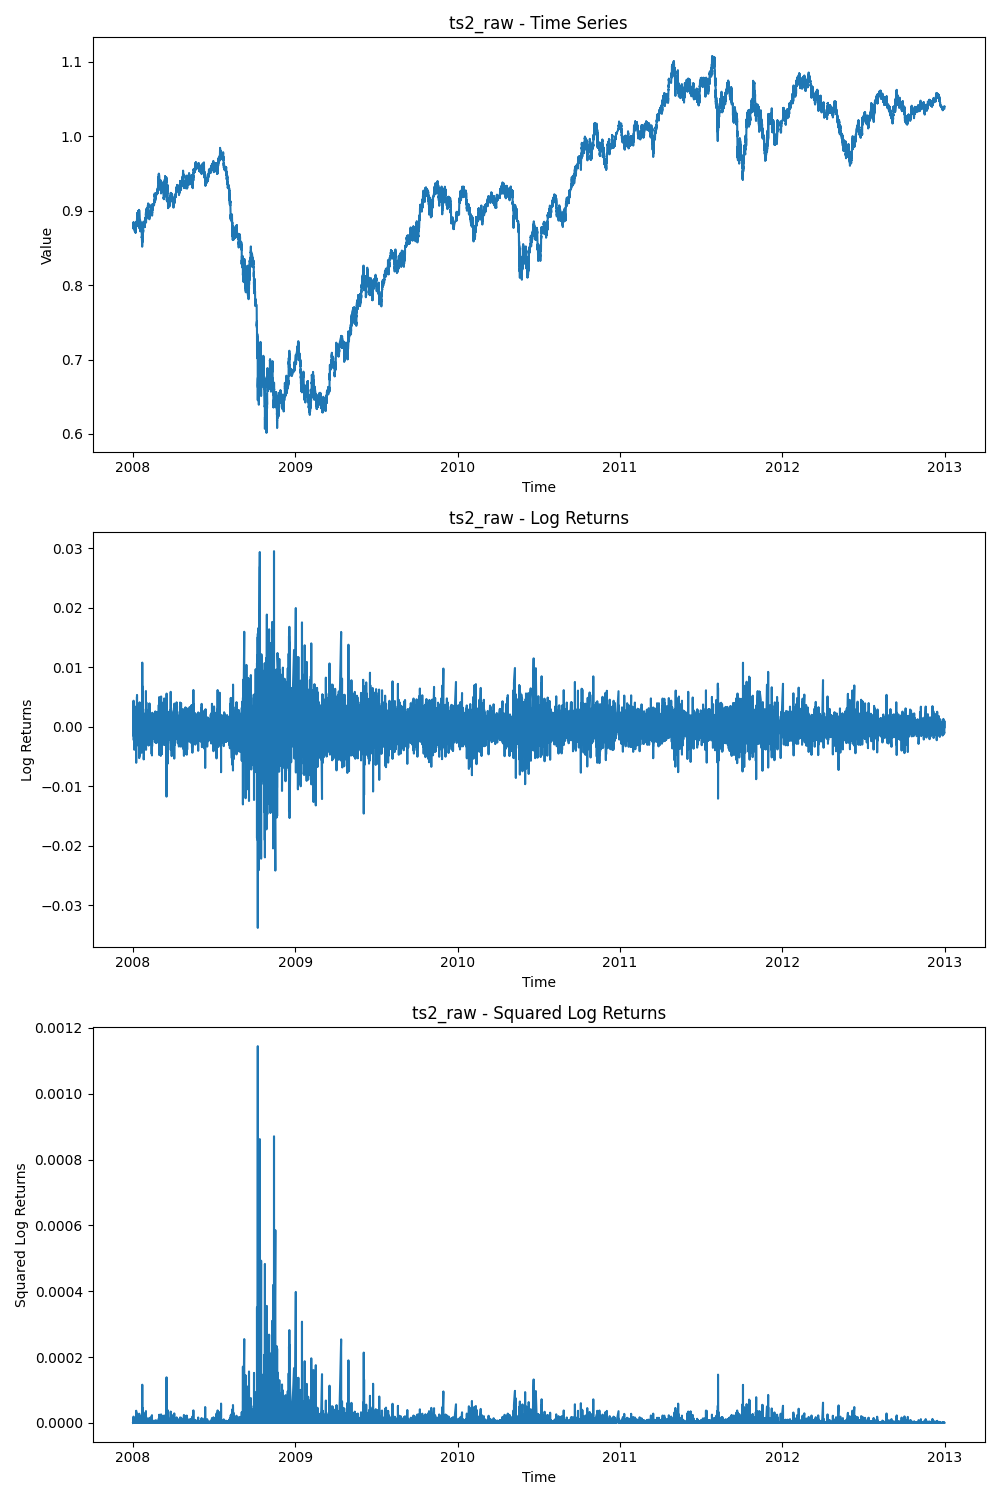 ts2_raw - Time Series
1.1
1.0
0.9
0.8
0.7
0.6
Value
2008 2009 2010 2011 2012 2013
Time
ts2_raw - Log Returns
0.03
0.02
0.01
0.00
−0.01
−0.02
−0.03
Log Returns
2008 2009 2010 2011 2012 2013
Time
ts2_raw - Squared Log Returns
0.0012
0.0010
0.0008
0.0006
0.0004
0.0002
0.0000
Squared Log Returns
2008 2009 2010 2011 2012 2013
Time